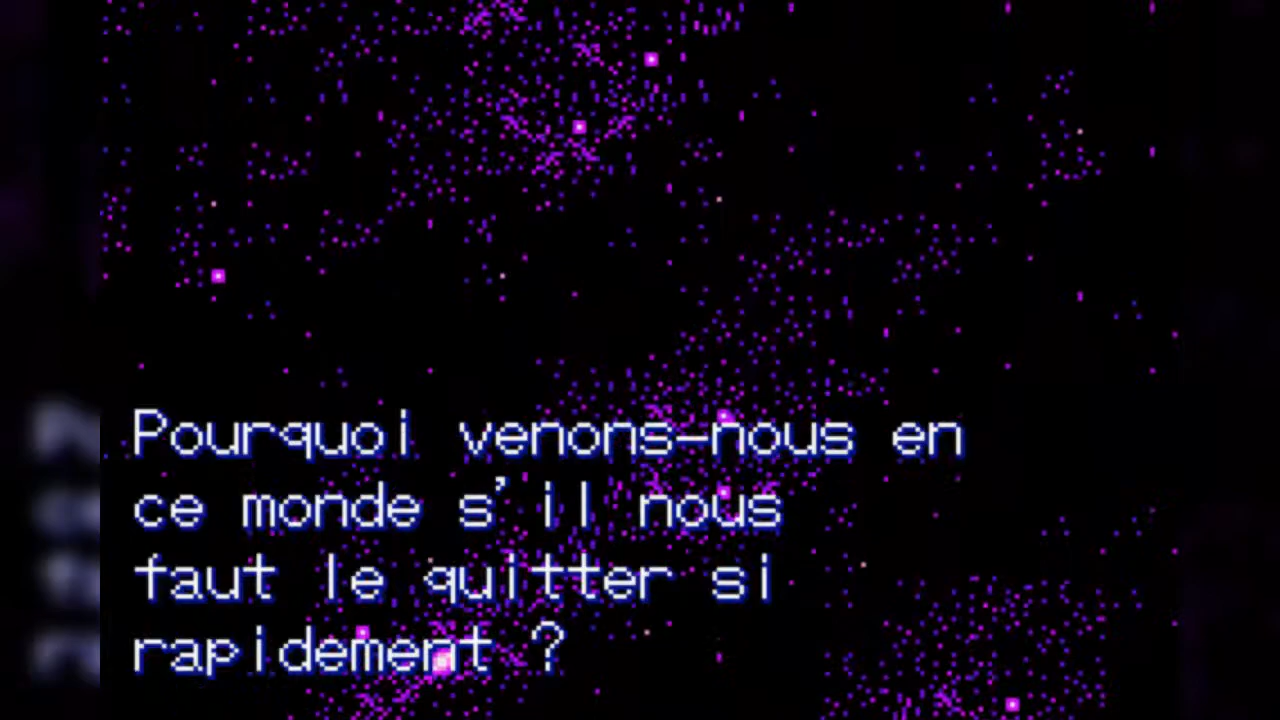 Pourquoi venons-nous en
ce monde s'il nous
faut le quitter si
rapidement ?